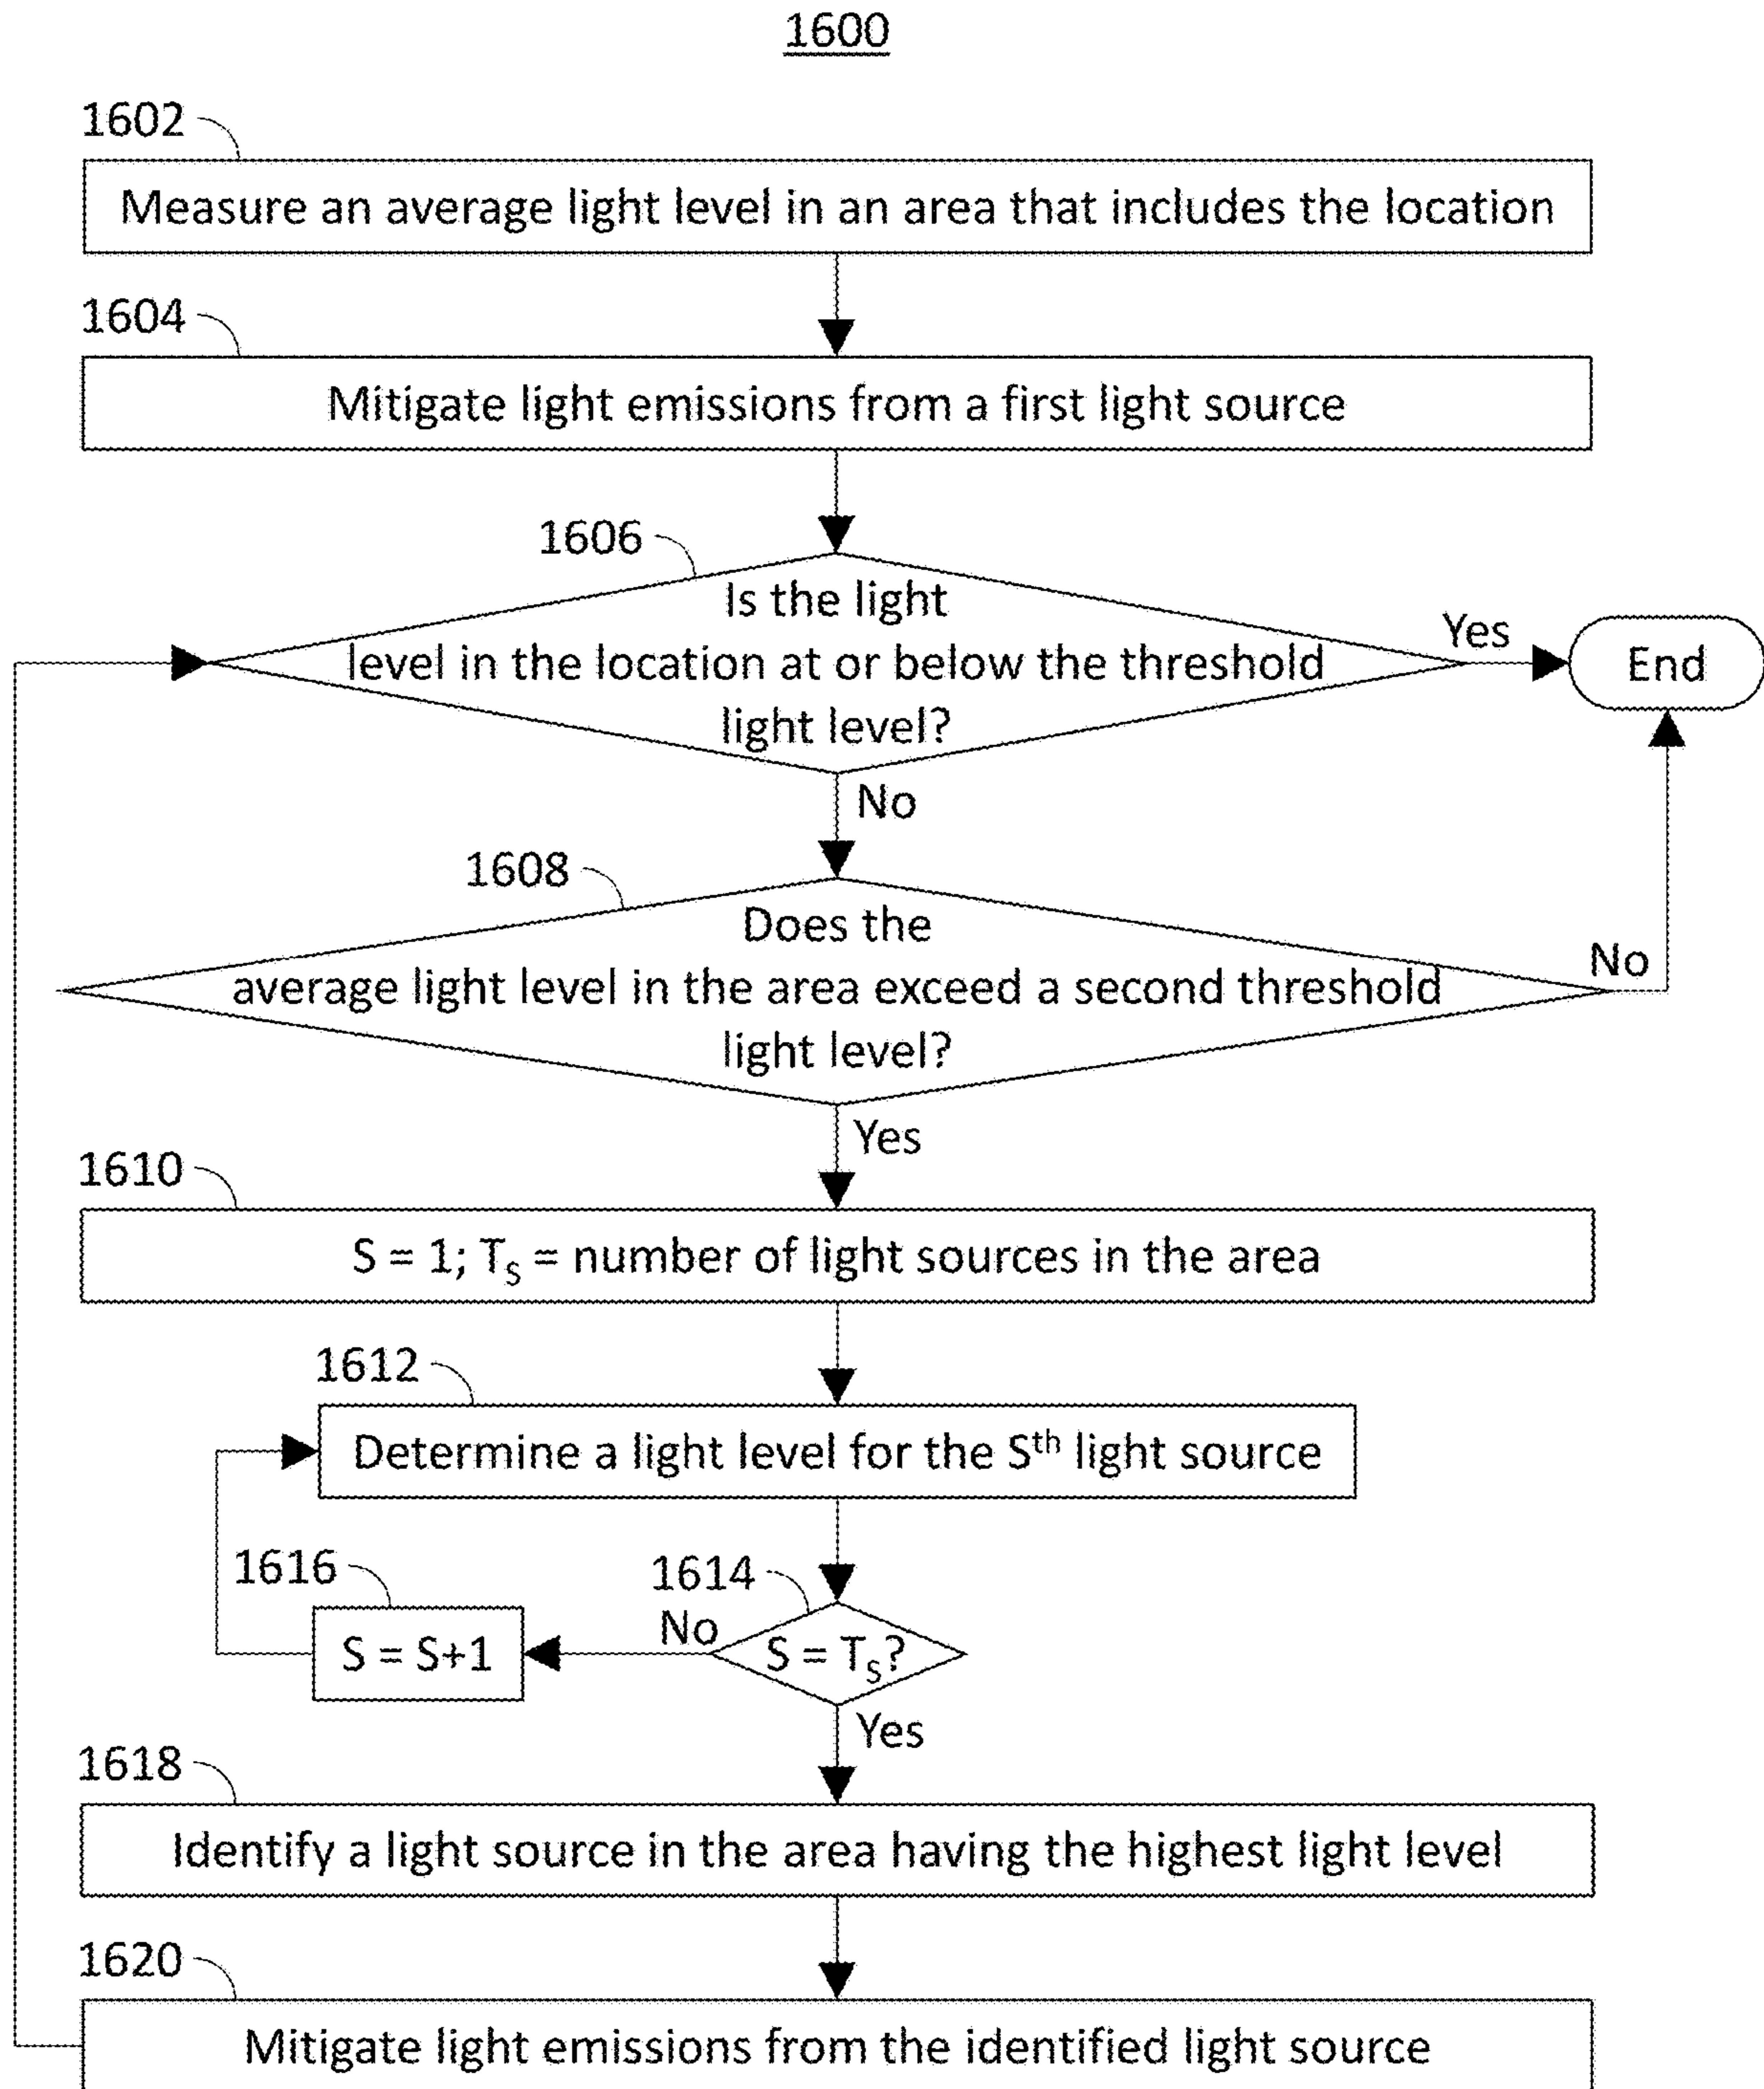 1600
1602
Measure an average light level in an area that includes the location
1604
Mitigate light emissions from a first light source
1606
Is the light
level in the location at or below the threshold
light level?
Yes
End
No
1608
Does the
average light level in the area exceed a second threshold
light level?
No
Yes
1610
S = 1; Tₛ = number of light sources in the area
1612
Determine a light level for the Sᵗʰ light source
1614
S = Tₛ?
No
1616
S = S+1
Yes
1618
Identify a light source in the area having the highest light level
1620
Mitigate light emissions from the identified light source